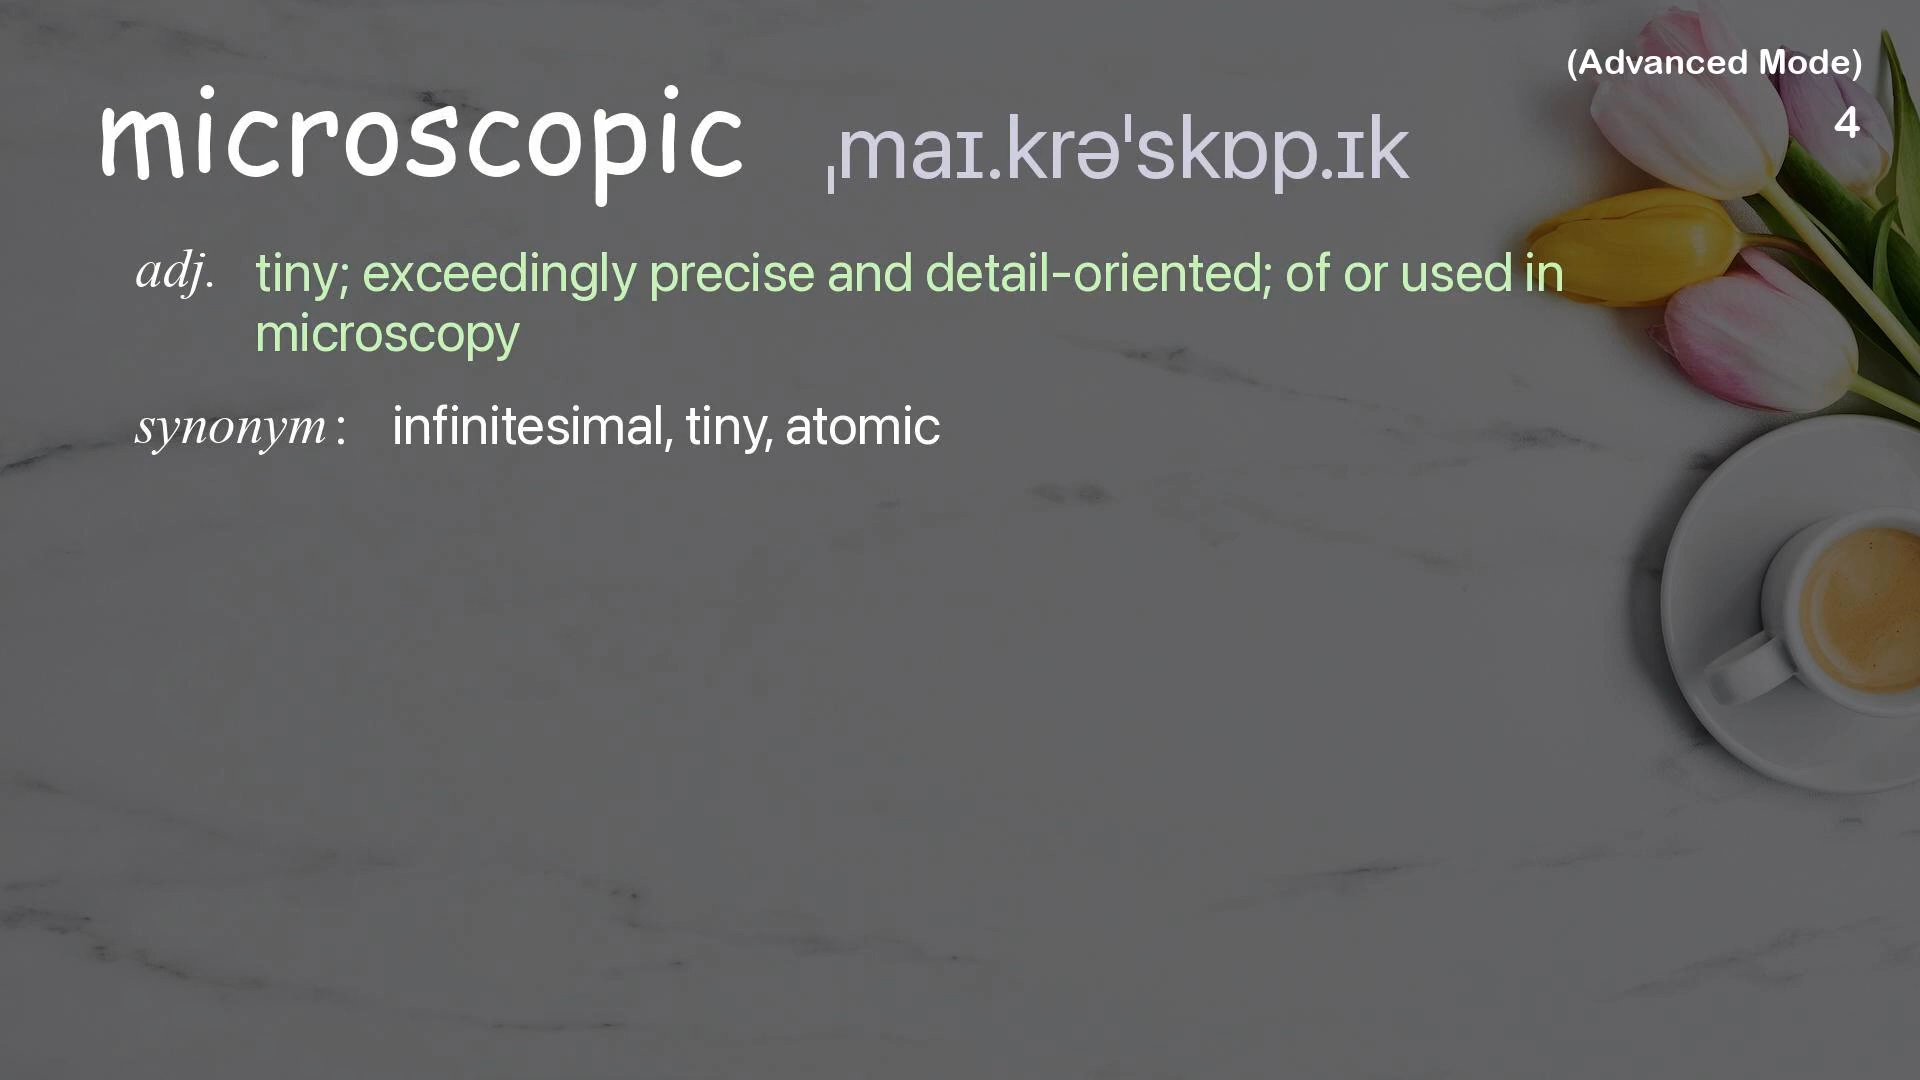 (Advanced Mode)
microscopic ˌmaɪ.krəˈskɒp.ɪk
4
adj. tiny; exceedingly precise and detail-oriented; of or used in
microscopy
synonym: infinitesimal, tiny, atomic